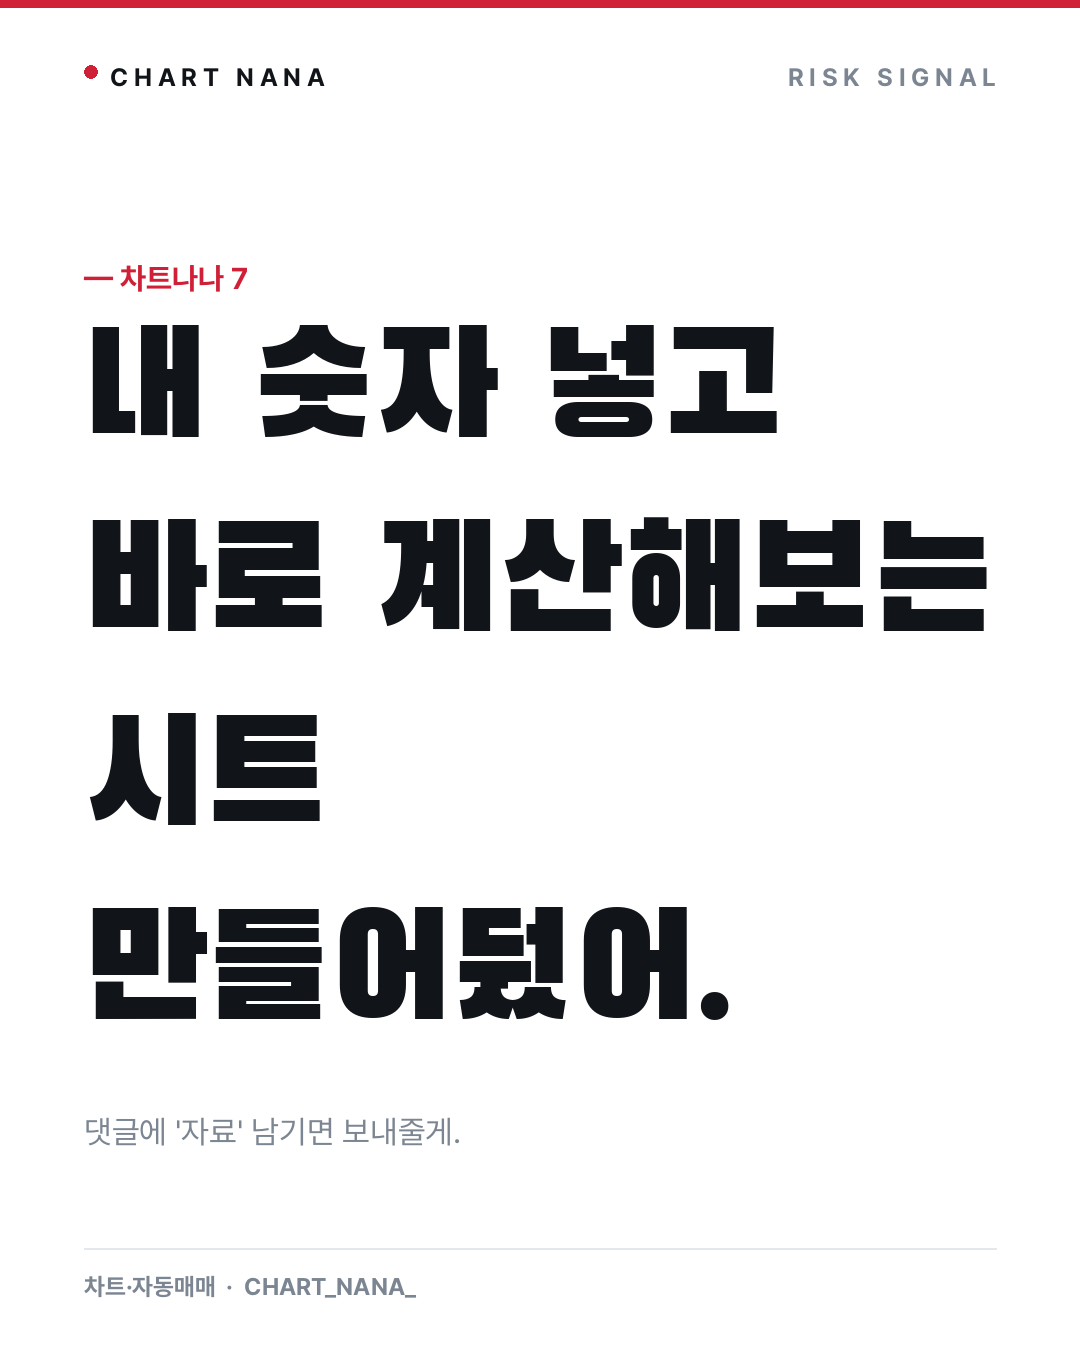 CHART NANA
RISK SIGNAL
— 차트나나 7
내 숫자 넣고
바로 계산해보는
시트
만들어뒀어.
댓글에 '자료' 남기면 보내줄게.
차트·자동매매 · CHART_NANA_